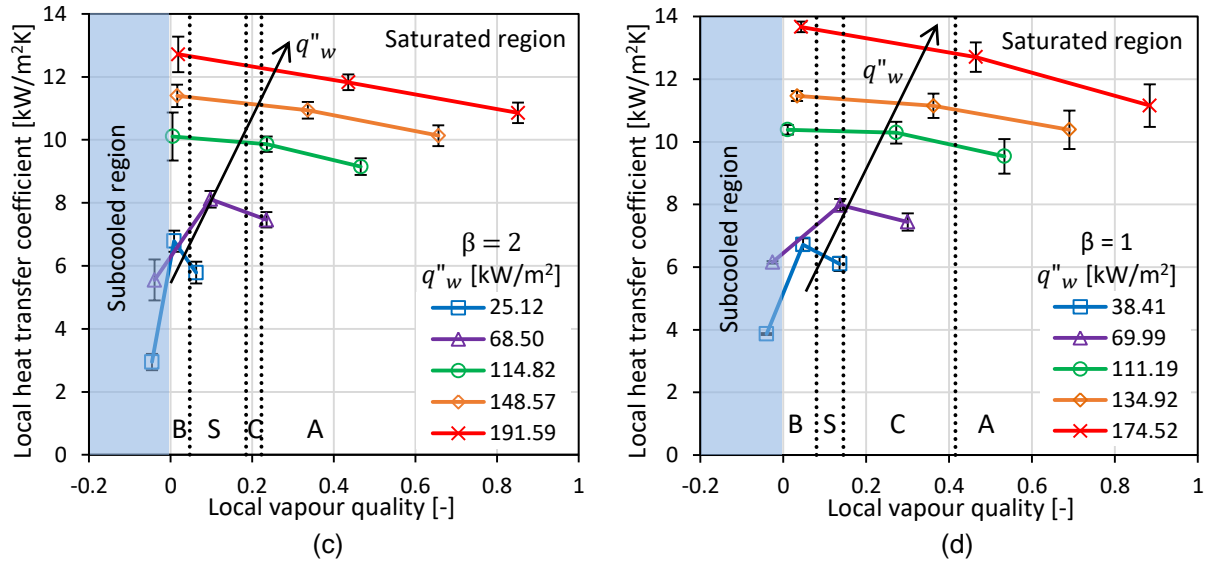 Local heat transfer coefficient [kW/m²K]
14
12
10
8
6
4
2
0
Subcooled region
q"w
Saturated region
β = 2
q"w [kW/m²]
25.12
68.50
114.82
148.57
191.59
B S C A
-0.2 0 0.2 0.4 0.6 0.8 1
Local vapour quality [-]
(c)
Local heat transfer coefficient [kW/m²K]
14
12
10
8
6
4
2
0
Subcooled region
q"w
Saturated region
β = 1
q"w [kW/m²]
38.41
69.99
111.19
134.92
174.52
B S C A
-0.2 0 0.2 0.4 0.6 0.8 1
Local vapour quality [-]
(d)